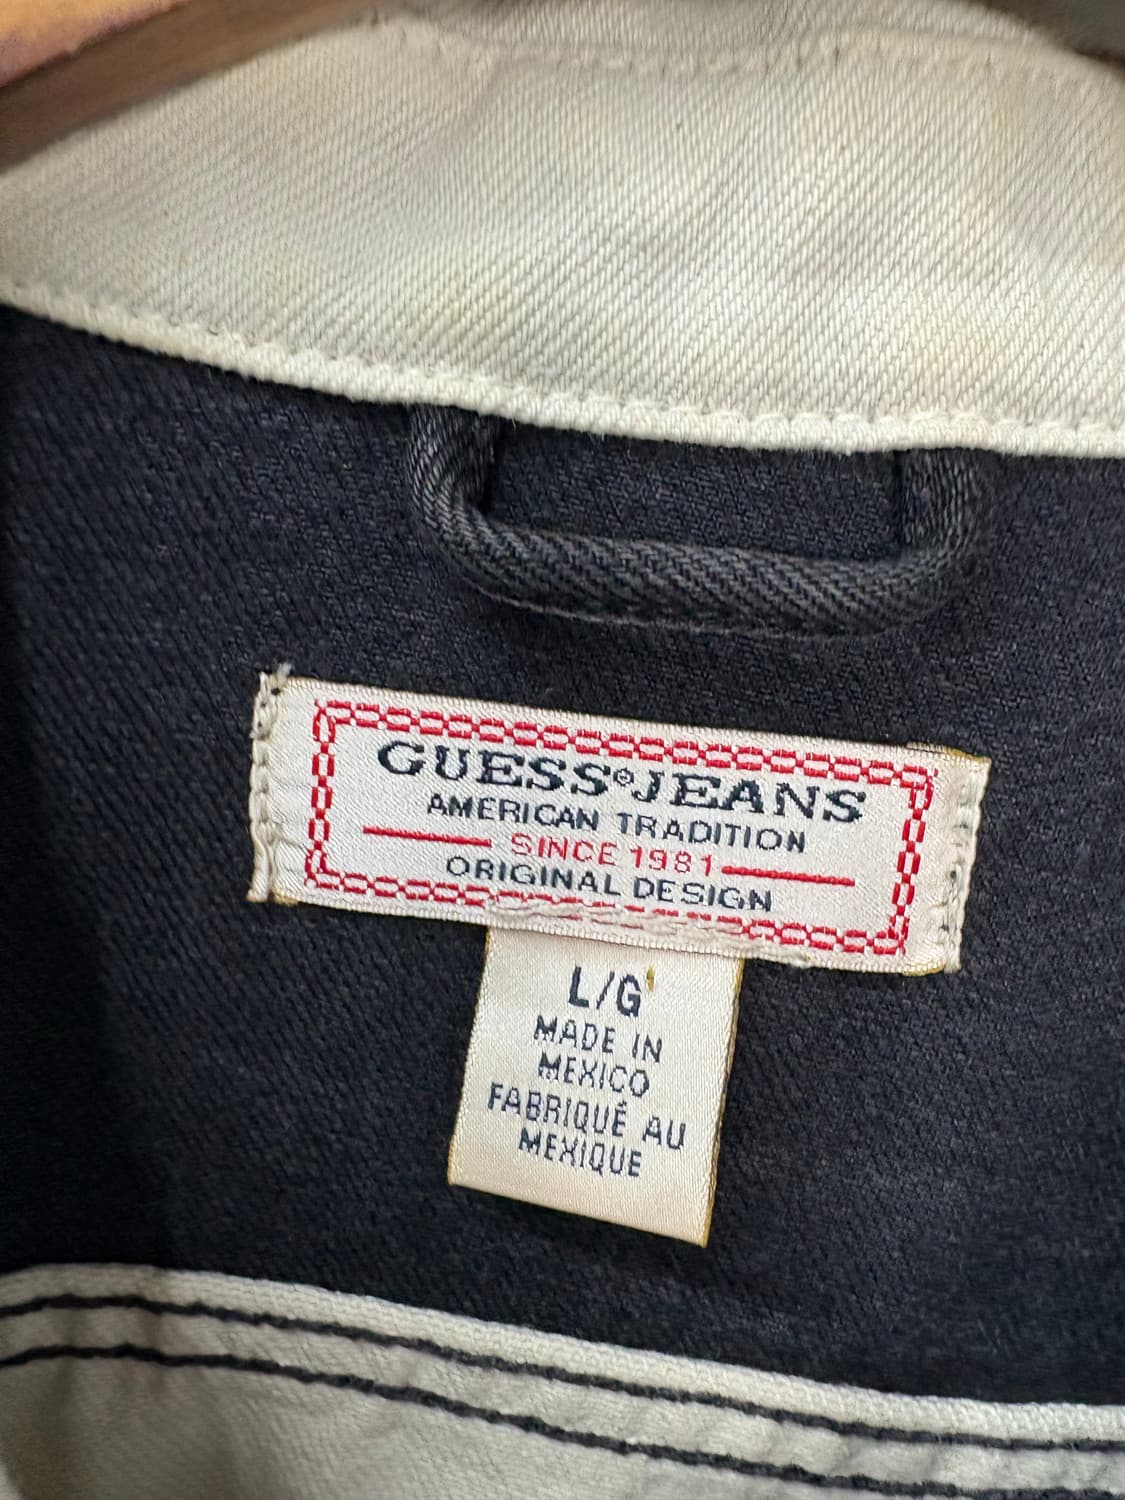 GUESS® JEANS
AMERICAN TRADITION
SINCE 1981
ORIGINAL DESIGN
L/G
MADE IN
MEXICO
FABRIQUÉ AU
MEXIQUE